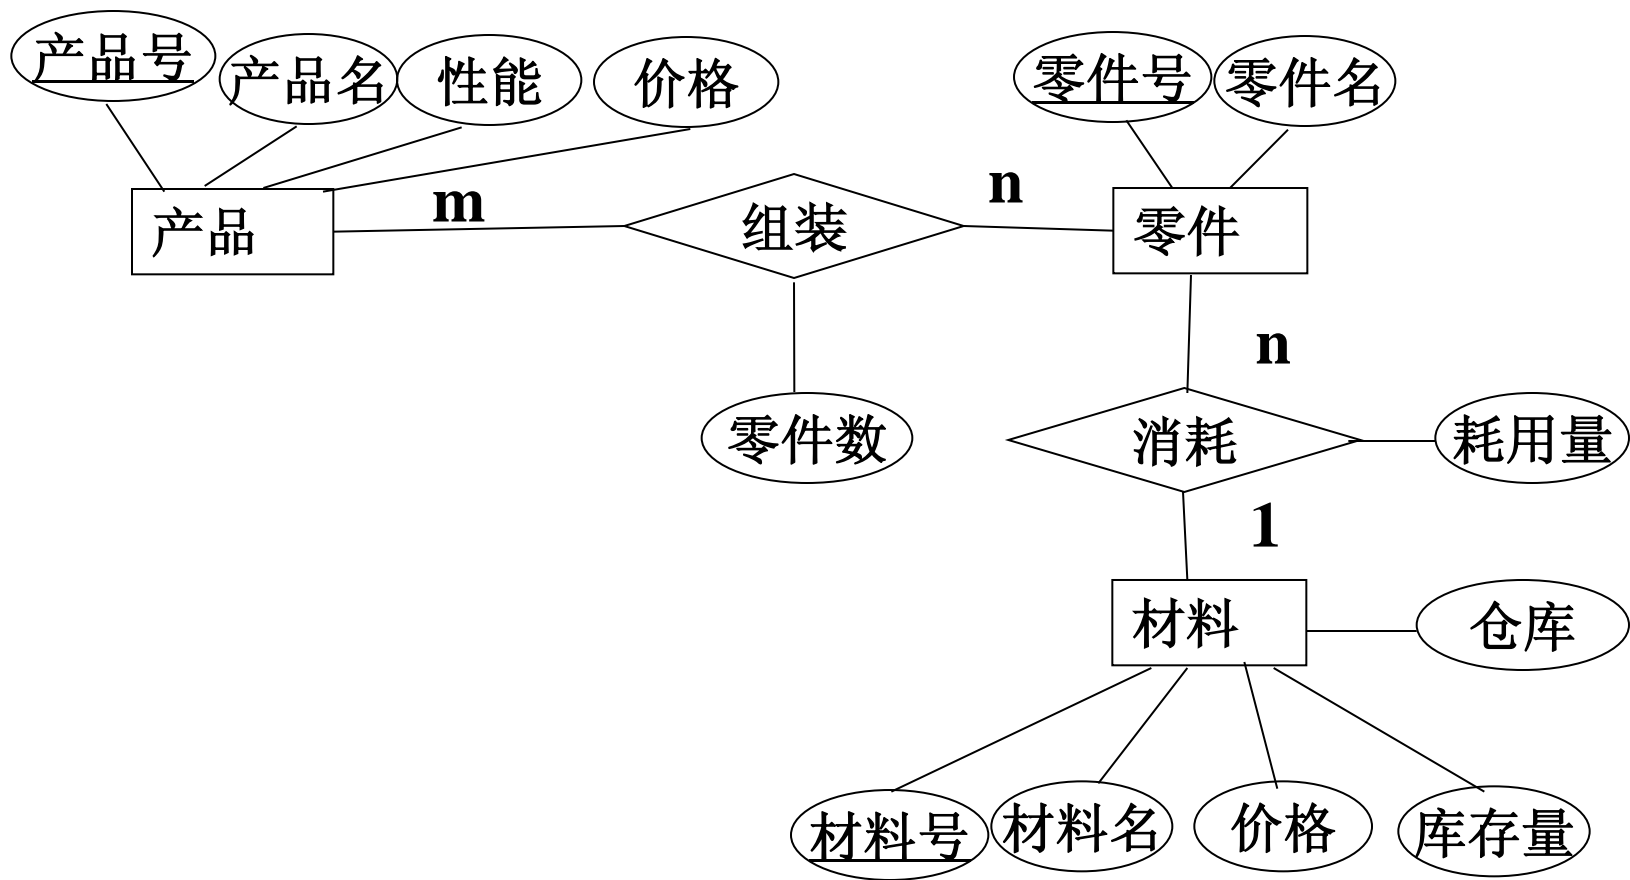 产品号
产品名
性能
价格
零件号
零件名
产品
m
组装
n
零件
n
零件数
消耗
耗用量
1
材料
仓库
材料号
材料名
价格
库存量